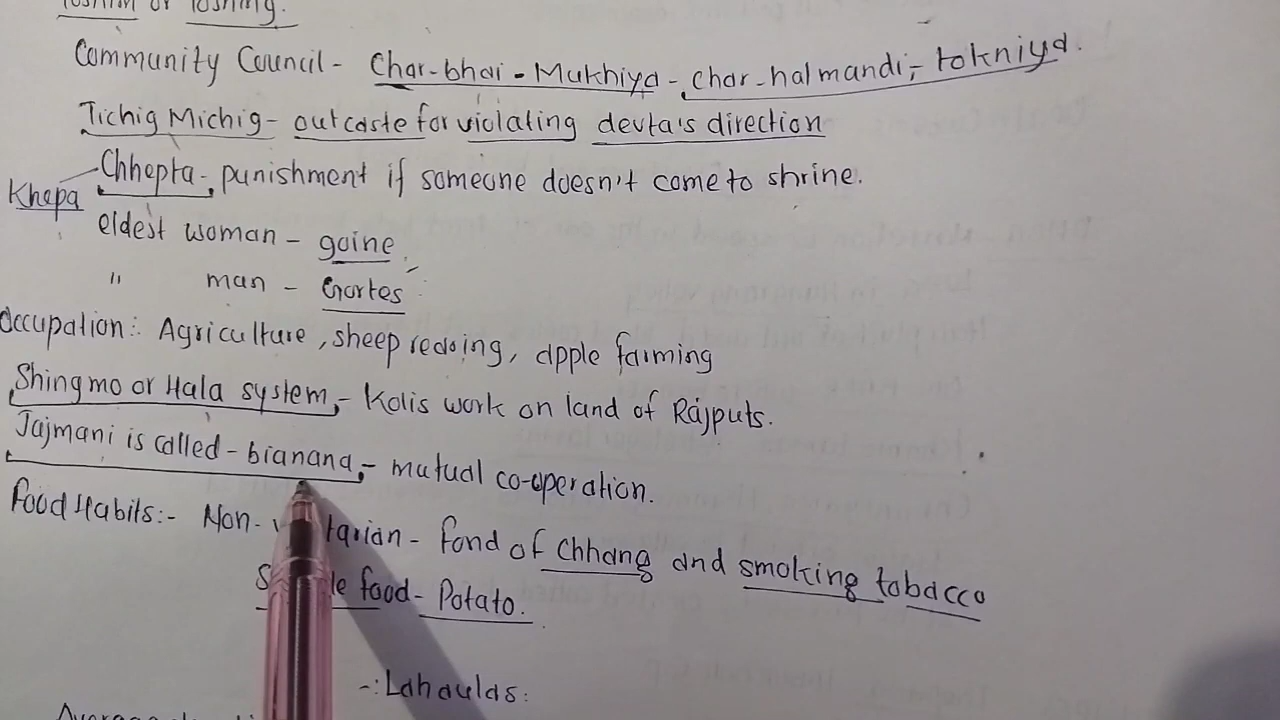 or Toshing.
Community Council - Char-bhai - Mukhiya - char-halmandi, - tokniya.
Tichig Michig - outcaste for violating devta's direction
Khepa Chhepta - punishment if someone doesn't come to shrine.
eldest woman - goine.
" man - Gortes
Occupation: Agriculture, sheep rearing, apple farming
Shingmo or Hala system, - Kolis work on land of Rajputs.
Jajmani is called - bianana, - mutual co-operation.
Food Habits:- Non- - fond of Chhang and smoking tobacco
food - Potato.
-: Lahaulas: